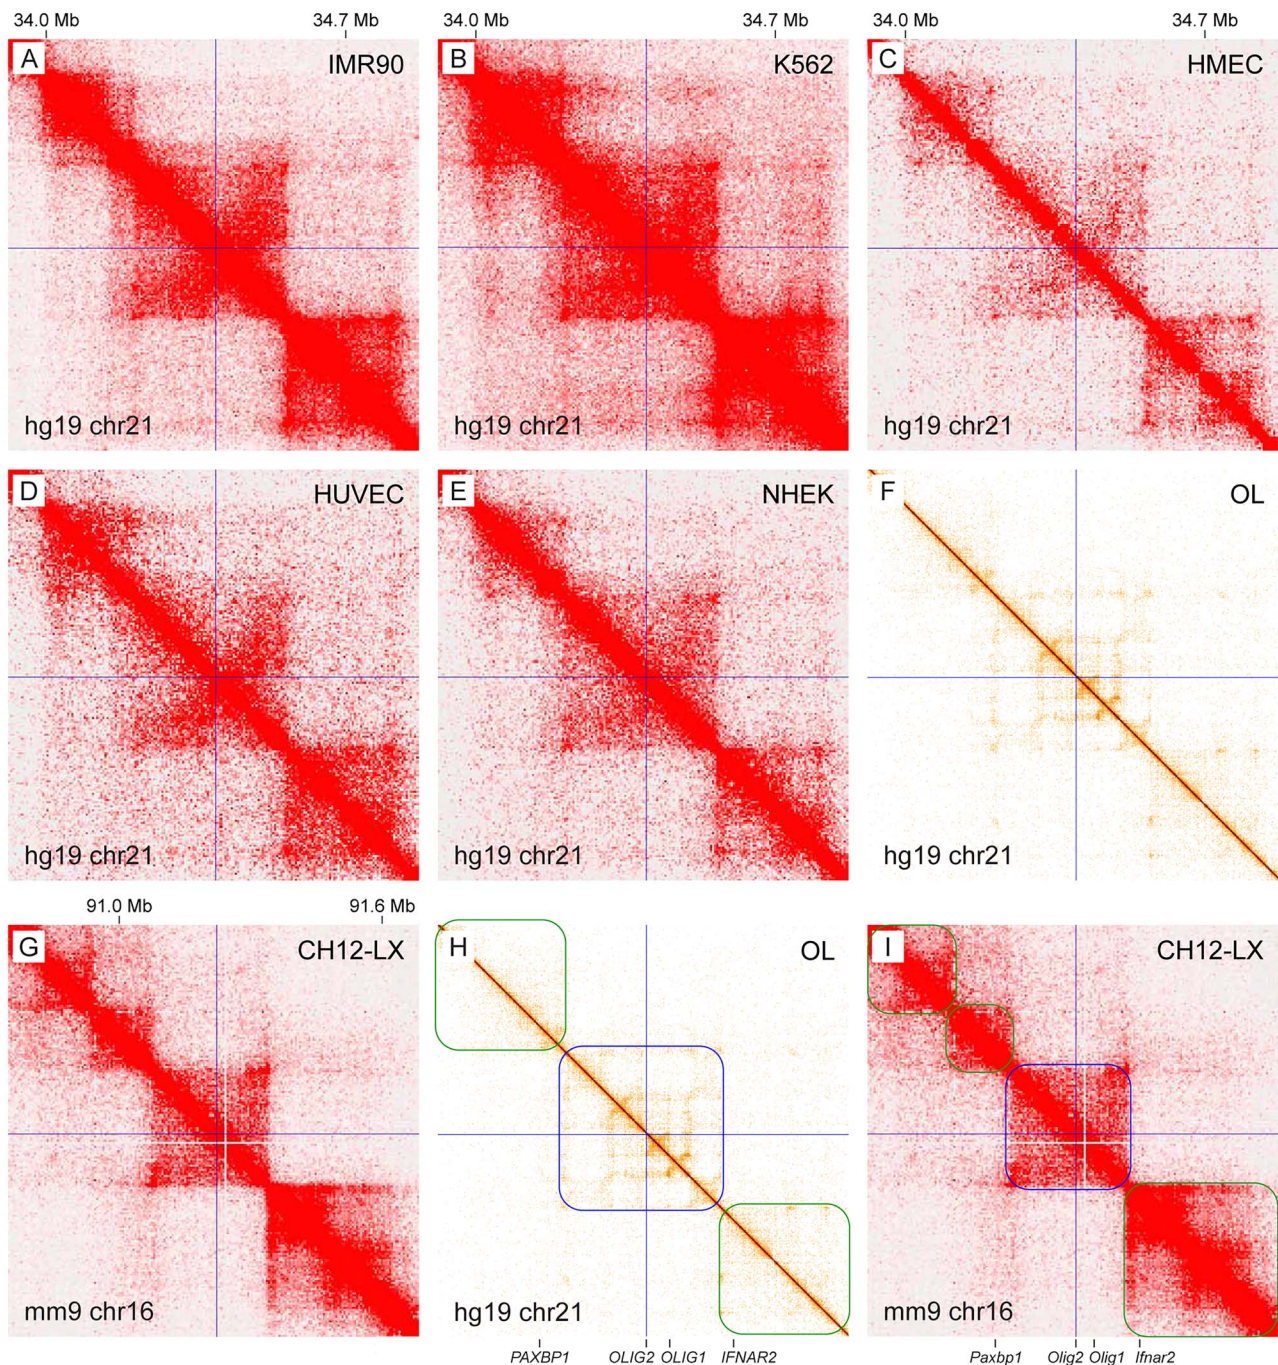 34.0 Mb 34.7 Mb 34.0 Mb 34.7 Mb 34.0 Mb 34.7 Mb
A IMR90 B K562 C HMEC
hg19 chr21 hg19 chr21 hg19 chr21
D HUVEC E NHEK F OL
hg19 chr21 hg19 chr21 hg19 chr21
91.0 Mb 91.6 Mb
G CH12-LX H OL I CH12-LX
mm9 chr16 hg19 chr21 mm9 chr16
PAXBP1 OLIG2 OLIG1 IFNAR2 Paxbp1 Olig2 Olig1 Ifnar2